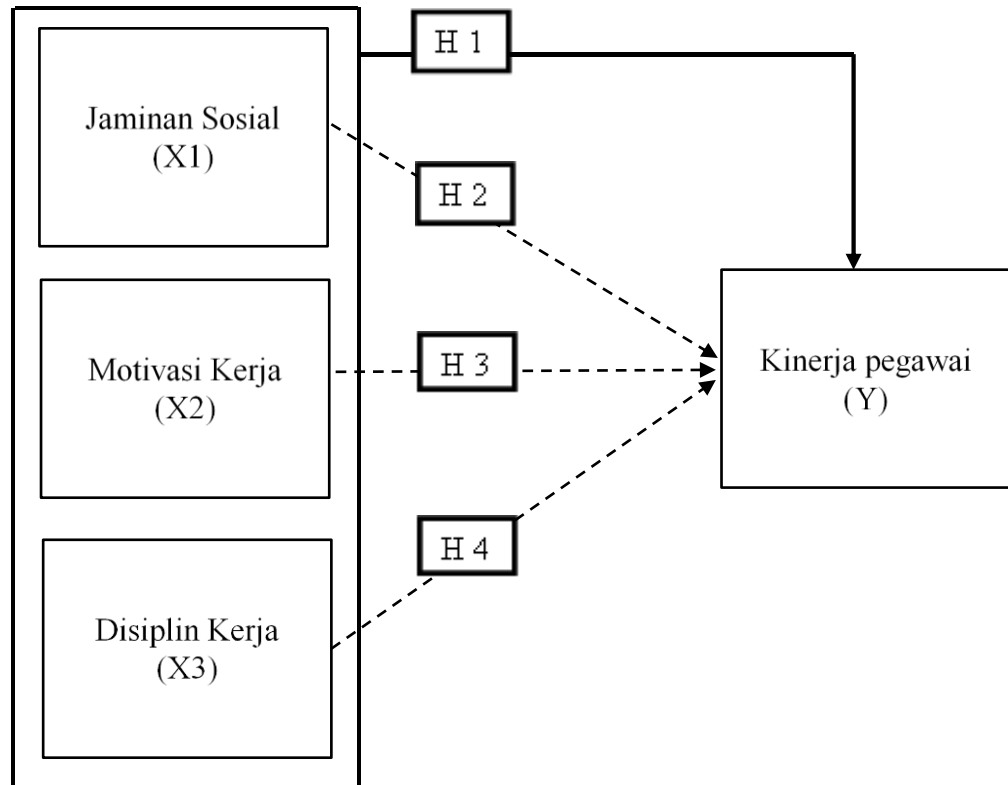 H 1
Jaminan Sosial
(X1)
H 2
Motivasi Kerja
(X2)
H 3
Kinerja pegawai
(Y)
H 4
Disiplin Kerja
(X3)